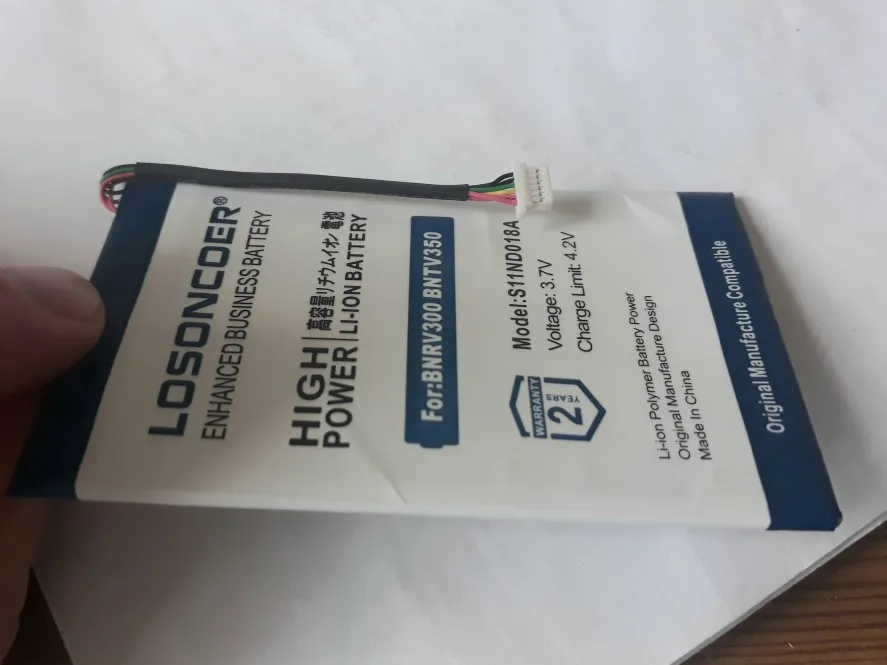 LOSONCOER®
ENHANCED BUSINESS BATTERY
HIGH
POWER
高容量リチウムイオン 電池
LI-ION BATTERY
For:BNRV300 BNTV350
Model:S11ND018A
Voltage: 3.7V
Charge Limit: 4.2V
WARRANTY
2
YEARS
Li-ion Polymer Battery Power
Original Manufacture Design
Made In China
Original Manufacture Compatible